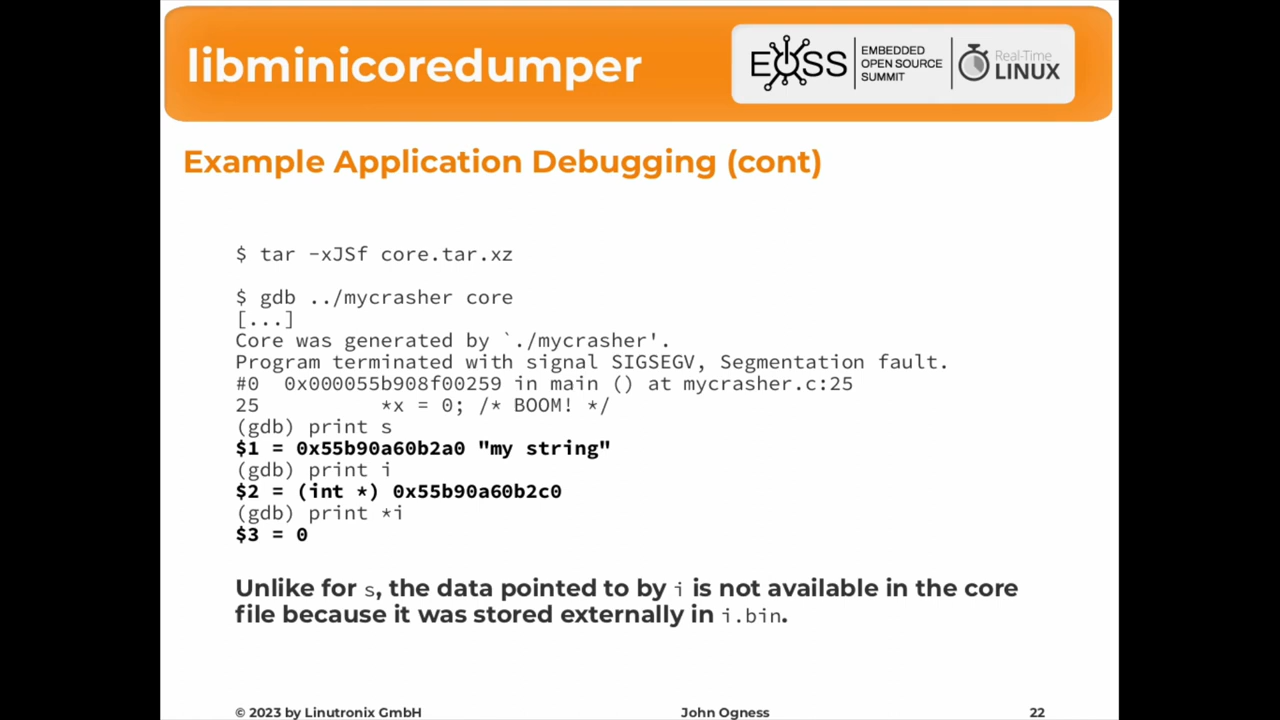 libminicoredumper
EOSS
EMBEDDED
OPEN SOURCE
SUMMIT
Real-Time
LINUX
Example Application Debugging (cont)
$ tar -xJSf core.tar.xz
$ gdb ../mycrasher core
[...]
Core was generated by `./mycrasher'.
Program terminated with signal SIGSEGV, Segmentation fault.
#0  0x000055b908f00259 in main () at mycrasher.c:25
25          *x = 0; /* BOOM! */
(gdb) print s
$1 = 0x55b90a60b2a0 "my string"
(gdb) print i
$2 = (int *) 0x55b90a60b2c0
(gdb) print *i
$3 = 0
Unlike for s, the data pointed to by i is not available in the core
file because it was stored externally in i.bin.
© 2023 by Linutronix GmbH
John Ogness
22